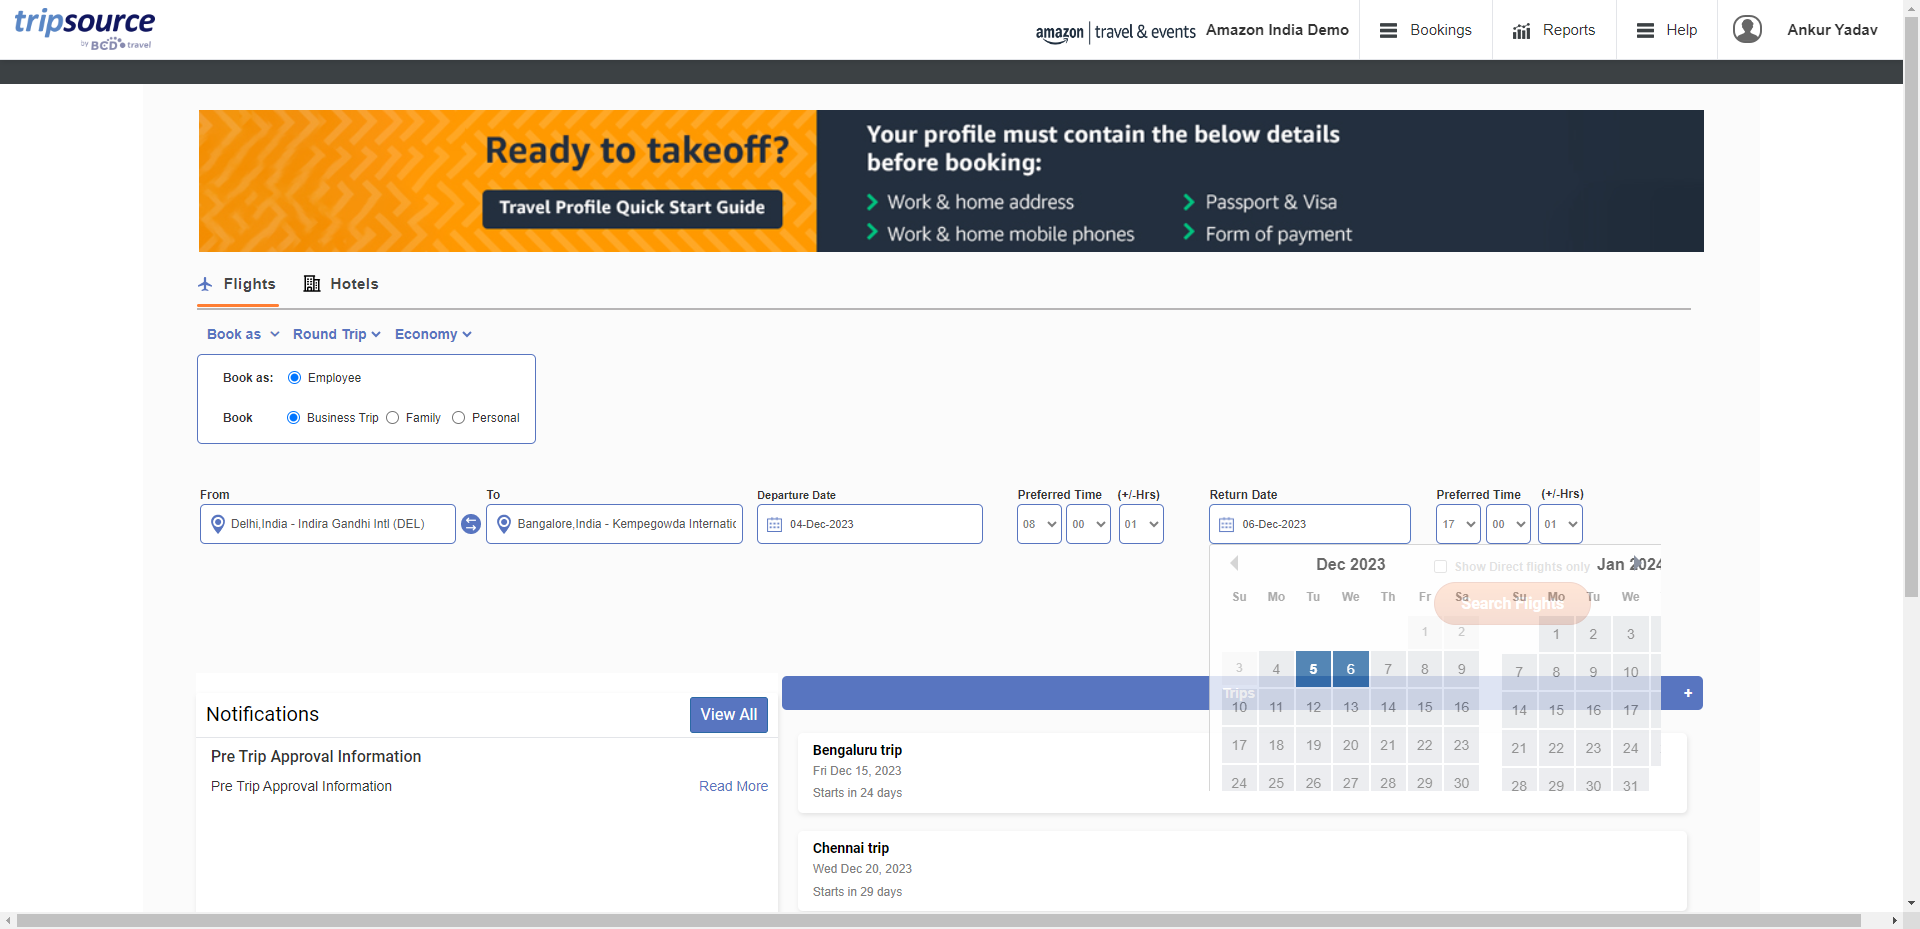 tripsource
by BCD travel
amazon | travel & events
Amazon India Demo
Bookings
Reports
Help
Ankur Yadav
Ready to takeoff?
Travel Profile Quick Start Guide
Your profile must contain the below details
before booking:
Work & home address
Passport & Visa
Work & home mobile phones
Form of payment
Flights
Hotels
Book as
Round Trip
Economy
Book as:
Employee
Book
Business Trip
Family
Personal
From
To
Departure Date
Preferred Time
(+/-Hrs)
Return Date
Preferred Time
(+/-Hrs)
Delhi,India - Indira Gandhi Intl (DEL)
Bangalore,India - Kempegowda Internatic
04-Dec-2023
08
00
01
06-Dec-2023
17
00
01
Dec 2023
Show Direct flights only
Jan 2024
Su Mo Tu We Th Fr Sa
Su Mo Tu We
Search Flights
1 2
1 2 3
3 4 5 6 7 8 9
7 8 9 10
Trips
+
10 11 12 13 14 15 16
14 15 16 17
17 18 19 20 21 22 23
21 22 23 24
24 25 26 27 28 29 30
28 29 30 31
Notifications
View All
Pre Trip Approval Information
Pre Trip Approval Information
Read More
Bengaluru trip
Fri Dec 15, 2023
Starts in 24 days
Chennai trip
Wed Dec 20, 2023
Starts in 29 days